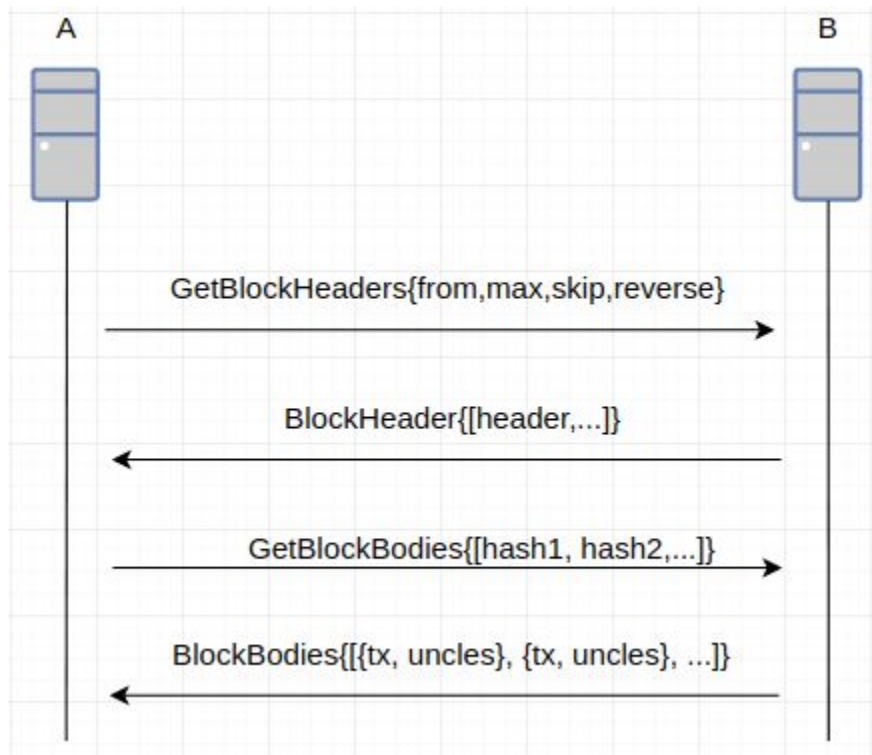 A
B
GetBlockHeaders{from,max,skip,reverse}
BlockHeader{[header,...]}
GetBlockBodies{[hash1, hash2,...]}
BlockBodies{[{tx, uncles}, {tx, uncles}, ...]}